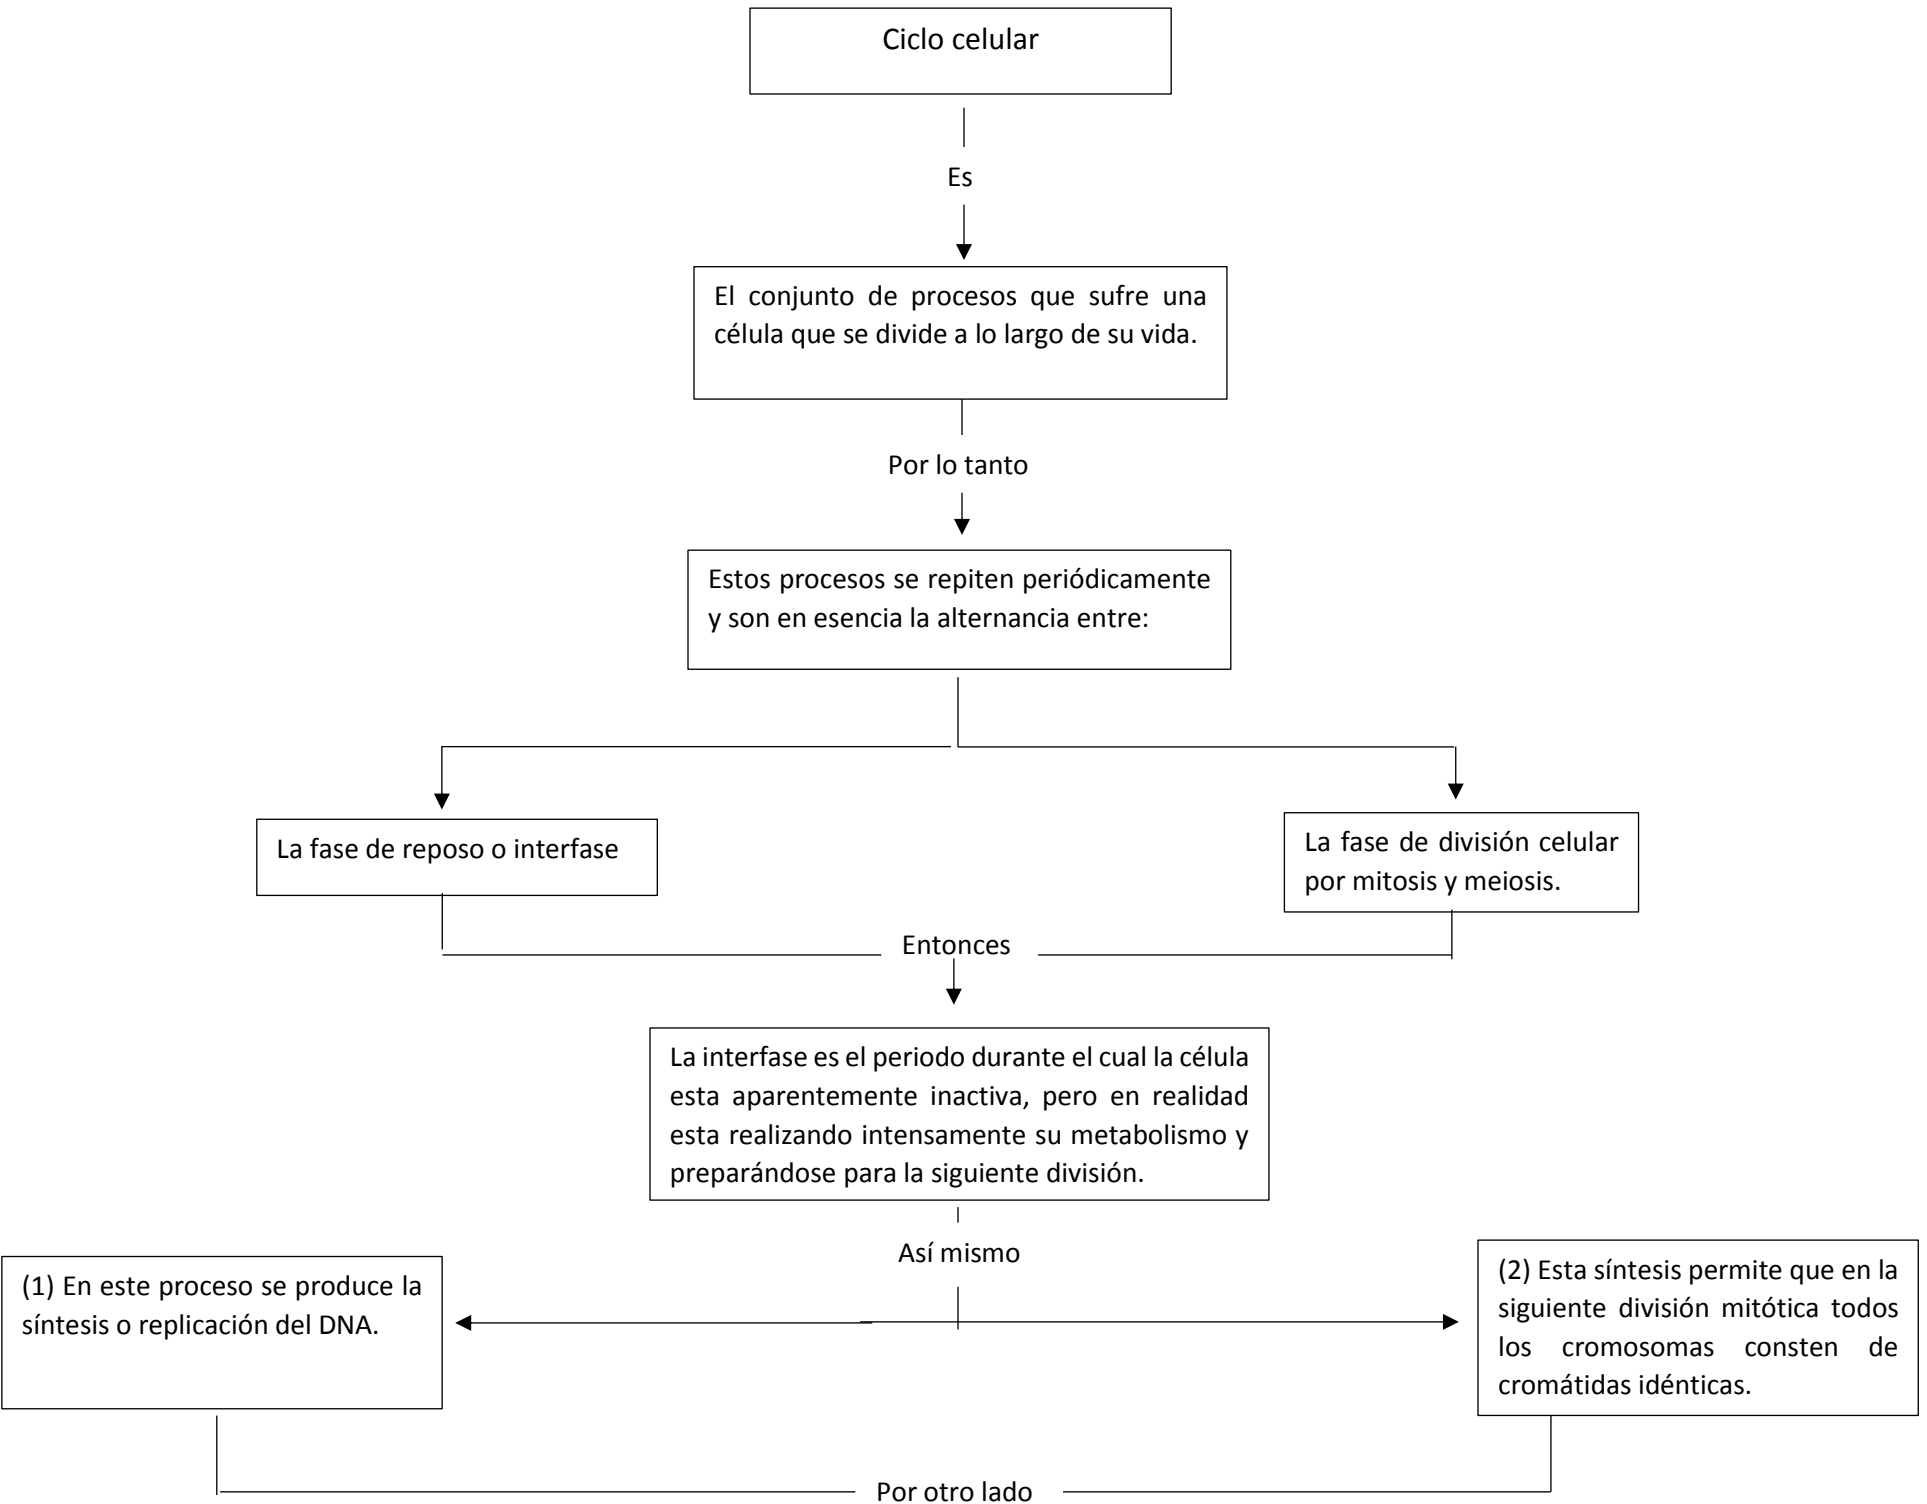 Ciclo celular
Es
El conjunto de procesos que sufre una
célula que se divide a lo largo de su vida.
Por lo tanto
Estos procesos se repiten periódicamente
y son en esencia la alternancia entre:
La fase de reposo o interfase
La fase de división celular
por mitosis y meiosis.
Entonces
La interfase es el periodo durante el cual la célula
esta aparentemente inactiva, pero en realidad
esta realizando intensamente su metabolismo y
preparándose para la siguiente división.
Así mismo
(1) En este proceso se produce la
síntesis o replicación del DNA.
(2) Esta síntesis permite que en la
siguiente división mitótica todos
los cromosomas consten de
cromátidas idénticas.
Por otro lado